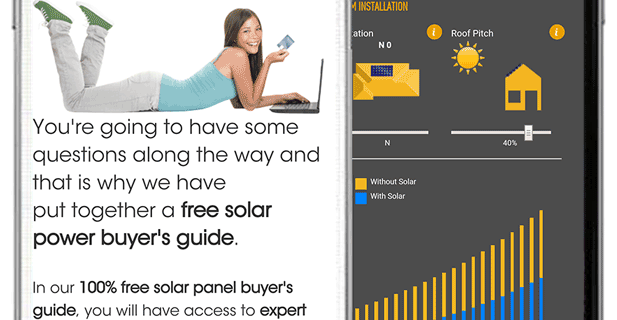 You're going to have some
questions along the way and
that is why we have
put together a free solar
power buyer's guide.
In our 100% free solar panel buyer's
guide, you will have access to expert
INSTALLATION
N 0
i
Roof Pitch
i
N
40%
Without Solar
With Solar